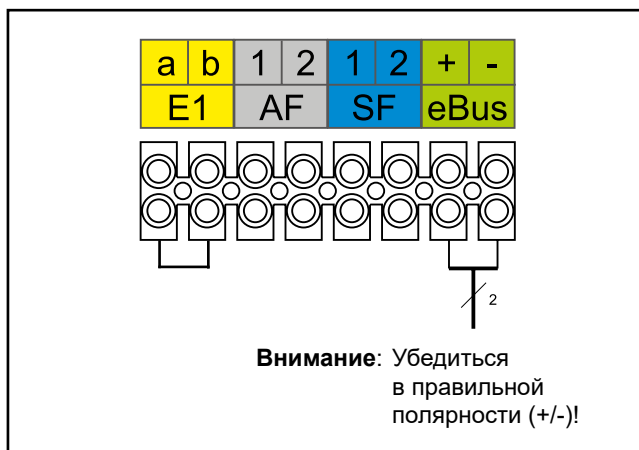 a b 1 2 1 2 + -
E1 AF SF eBus
2
Внимание: Убедиться
в правильной
полярности (+/-)!